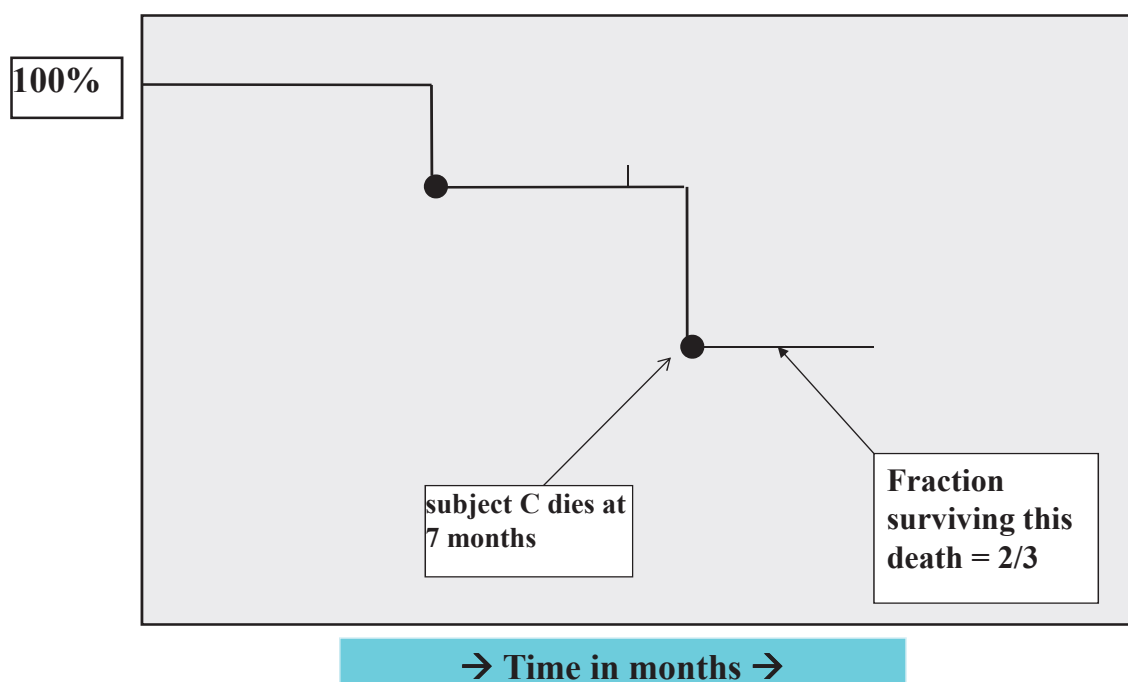 100%
subject C dies at
7 months
Fraction
surviving this
death = 2/3
→ Time in months →